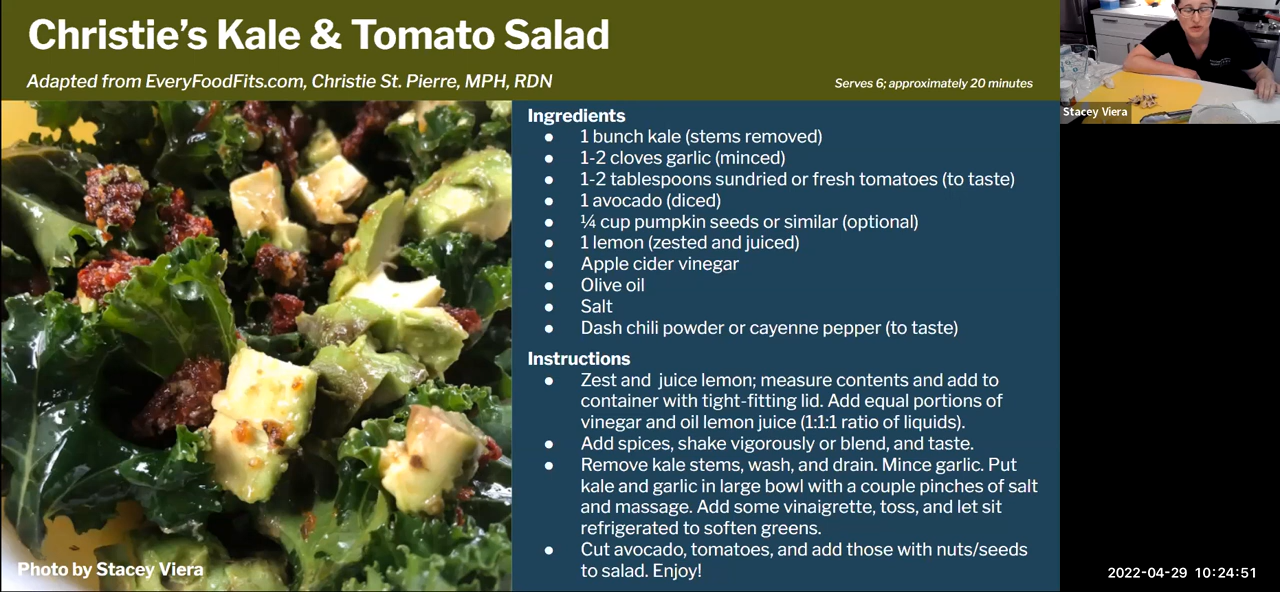 Christie's Kale & Tomato Salad
Adapted from EveryFoodFits.com, Christie St. Pierre, MPH, RDN
Serves 6; approximately 20 minutes
Stacey Viera
Ingredients
● 1 bunch kale (stems removed)
● 1-2 cloves garlic (minced)
● 1-2 tablespoons sundried or fresh tomatoes (to taste)
● 1 avocado (diced)
● ¼ cup pumpkin seeds or similar (optional)
● 1 lemon (zested and juiced)
● Apple cider vinegar
● Olive oil
● Salt
● Dash chili powder or cayenne pepper (to taste)
Instructions
● Zest and juice lemon; measure contents and add to
container with tight-fitting lid. Add equal portions of
vinegar and oil lemon juice (1:1:1 ratio of liquids).
● Add spices, shake vigorously or blend, and taste.
● Remove kale stems, wash, and drain. Mince garlic. Put
kale and garlic in large bowl with a couple pinches of salt
and massage. Add some vinaigrette, toss, and let sit
refrigerated to soften greens.
● Cut avocado, tomatoes, and add those with nuts/seeds
to salad. Enjoy!
Photo by Stacey Viera
2022-04-29 10:24:51